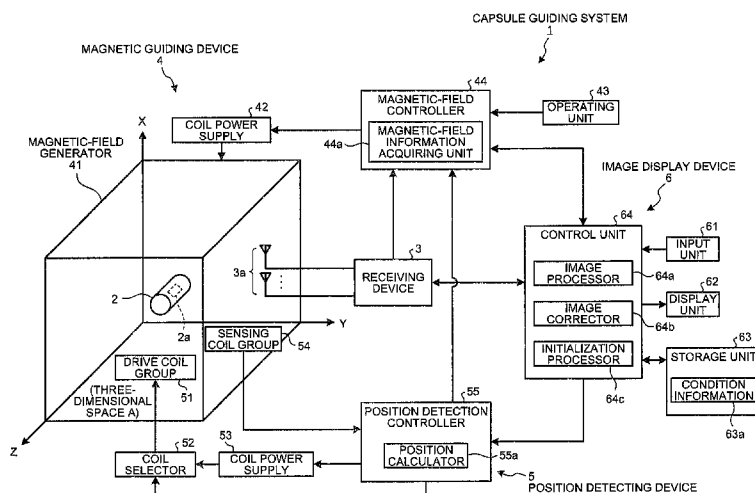 CAPSULE GUIDING SYSTEM
1
MAGNETIC GUIDING DEVICE
4
44
MAGNETIC-FIELD
CONTROLLER
43
OPERATING
UNIT
42
COIL POWER
SUPPLY
X
MAGNETIC-FIELD
INFORMATION
ACQUIRING UNIT
44a
MAGNETIC-FIELD
GENERATOR
41
IMAGE DISPLAY DEVICE
6
64
CONTROL UNIT
61
INPUT
UNIT
3
RECEIVING
DEVICE
3a
IMAGE
PROCESSOR
64a
62
DISPLAY
UNIT
2
2a
IMAGE
CORRECTOR
64b
Y
SENSING
COIL GROUP
54
63
STORAGE UNIT
INITIALIZATION
PROCESSOR
64c
CONDITION
INFORMATION
63a
DRIVE COIL
GROUP
51
(THREE-
DIMENSIONAL
SPACE A)
55
POSITION DETECTION
CONTROLLER
POSITION
CALCULATOR
55a
Z
52
COIL
SELECTOR
53
COIL POWER
SUPPLY
5
POSITION DETECTING DEVICE